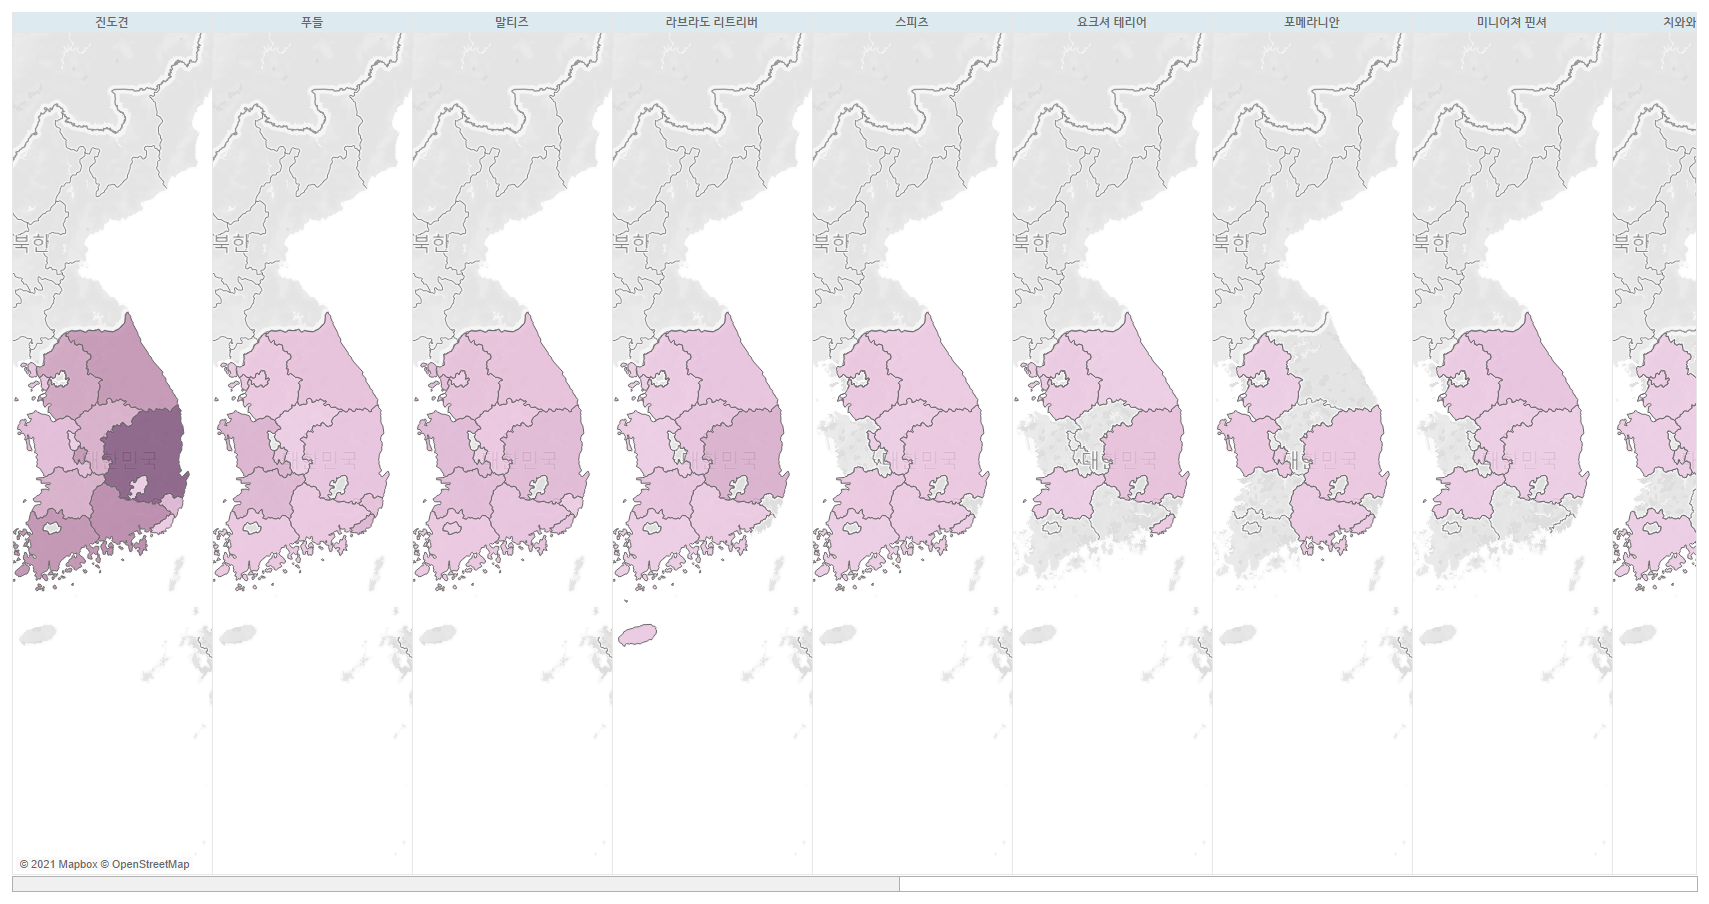 진도견
푸들
말티즈
라브라도 리트리버
스피츠
요크셔 테리어
포메라니안
미니어져 핀셔
치와와
북한
북한
북한
북한
북한
북한
북한
북한
북한
대한민국
대한민국
대한민국
대한민국
대한민국
대한민국
대한민국
대한민국
© 2021 Mapbox © OpenStreetMap